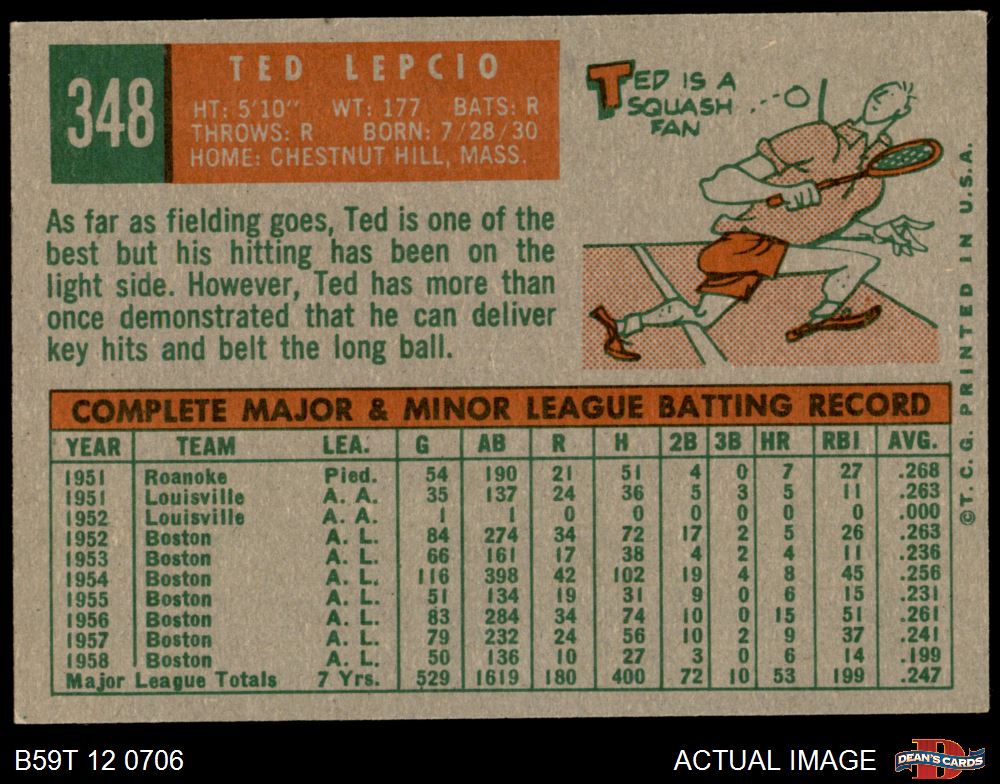 348
TED LEPCIO
HT: 5'10" WT: 177 BATS: R
THROWS: R BORN: 7/28/30
HOME: CHESTNUT HILL, MASS.
TED IS A
SQUASH
FAN
As far as fielding goes, Ted is one of the
best but his hitting has been on the
light side. However, Ted has more than
once demonstrated that he can deliver
key hits and belt the long ball.
COMPLETE MAJOR & MINOR LEAGUE BATTING RECORD
YEAR TEAM LEA. G AB R H 2B 3B HR RBI AVG.
1951 Roanoke Pied. 54 190 21 51 4 0 7 27 .268
1951 Louisville A. A. 35 137 24 36 5 3 5 11 .263
1952 Louisville A. A. 1 1 0 0 0 0 0 0 .000
1952 Boston A. L. 84 274 34 72 17 2 5 26 .263
1953 Boston A. L. 66 161 17 38 4 2 4 11 .236
1954 Boston A. L. 116 398 42 102 19 4 8 45 .256
1955 Boston A. L. 51 134 19 31 9 0 6 15 .231
1956 Boston A. L. 83 284 34 74 10 0 15 51 .261
1957 Boston A. L. 79 232 24 56 10 2 9 37 .241
1958 Boston A. L. 50 136 10 27 3 0 6 14 .199
Major League Totals 7 Yrs. 529 1619 180 400 72 10 53 199 .247
©T. C. G. PRINTED IN U.S.A.
B59T 12 0706
ACTUAL IMAGE
D
DEAN'S CARDS